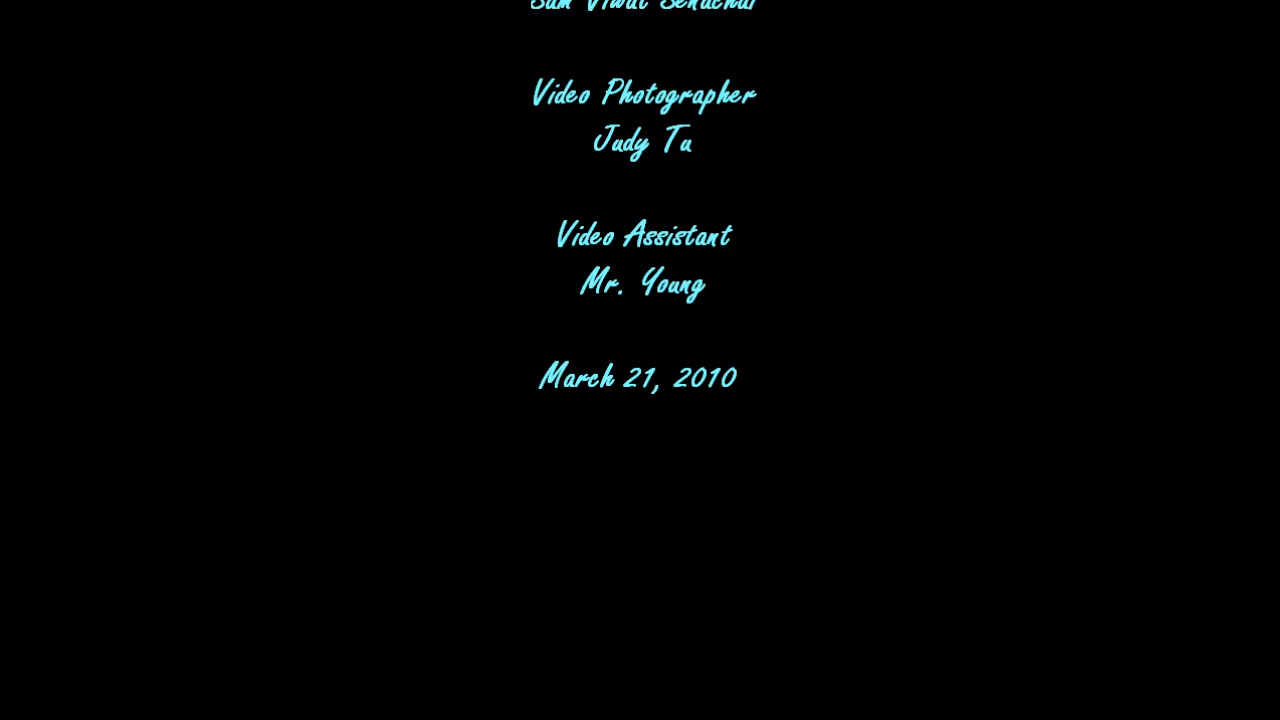 Video Photographer
Judy Tu
Video Assistant
Mr. Young
March 21, 2010